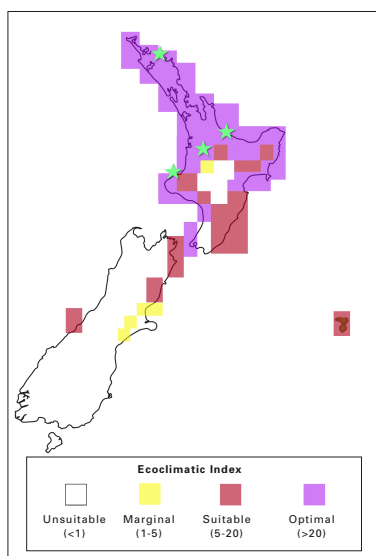 Ecoclimatic Index
Unsuitable Marginal Suitable Optimal
(<1) (1-5) (5-20) (>20)